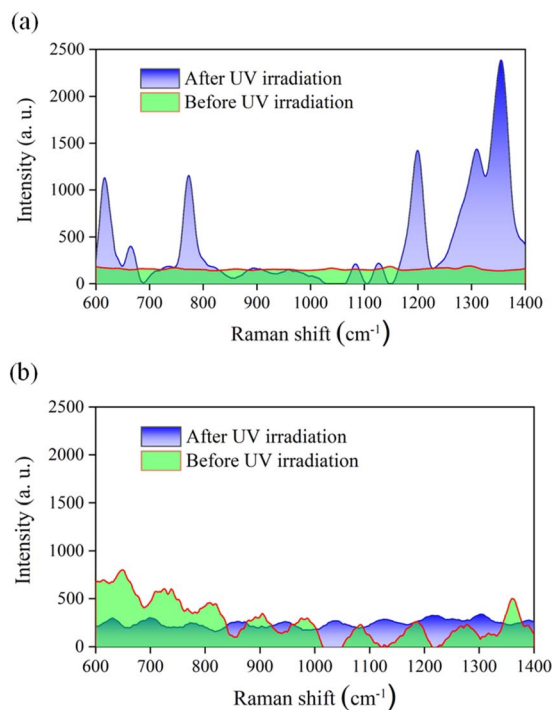 (a)
2500
2000
1500
1000
500
0
After UV irradiation
Before UV irradiation
Intensity (a. u.)
600 700 800 900 1000 1100 1200 1300 1400
Raman shift (cm⁻¹)
(b)
2500
2000
1500
1000
500
0
After UV irradiation
Before UV irradiation
Intensity (a. u.)
600 700 800 900 1000 1100 1200 1300 1400
Raman shift (cm⁻¹)